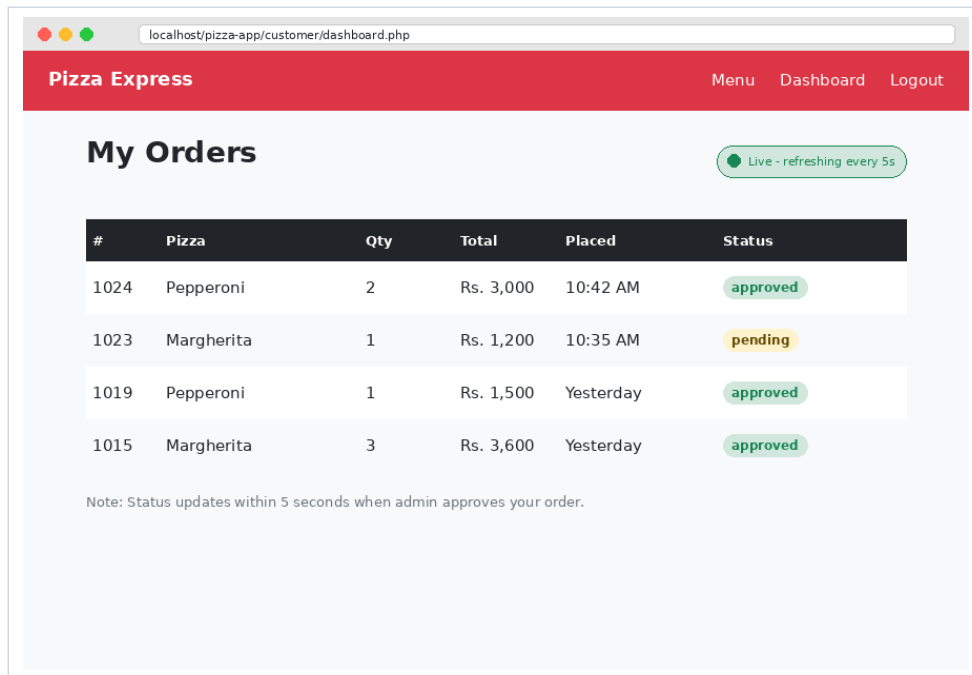 localhost/pizza-app/customer/dashboard.php
Pizza Express Menu Dashboard Logout
My Orders
Live - refreshing every 5s
# Pizza Qty Total Placed Status
1024 Pepperoni 2 Rs. 3,000 10:42 AM approved
1023 Margherita 1 Rs. 1,200 10:35 AM pending
1019 Pepperoni 1 Rs. 1,500 Yesterday approved
1015 Margherita 3 Rs. 3,600 Yesterday approved
Note: Status updates within 5 seconds when admin approves your order.